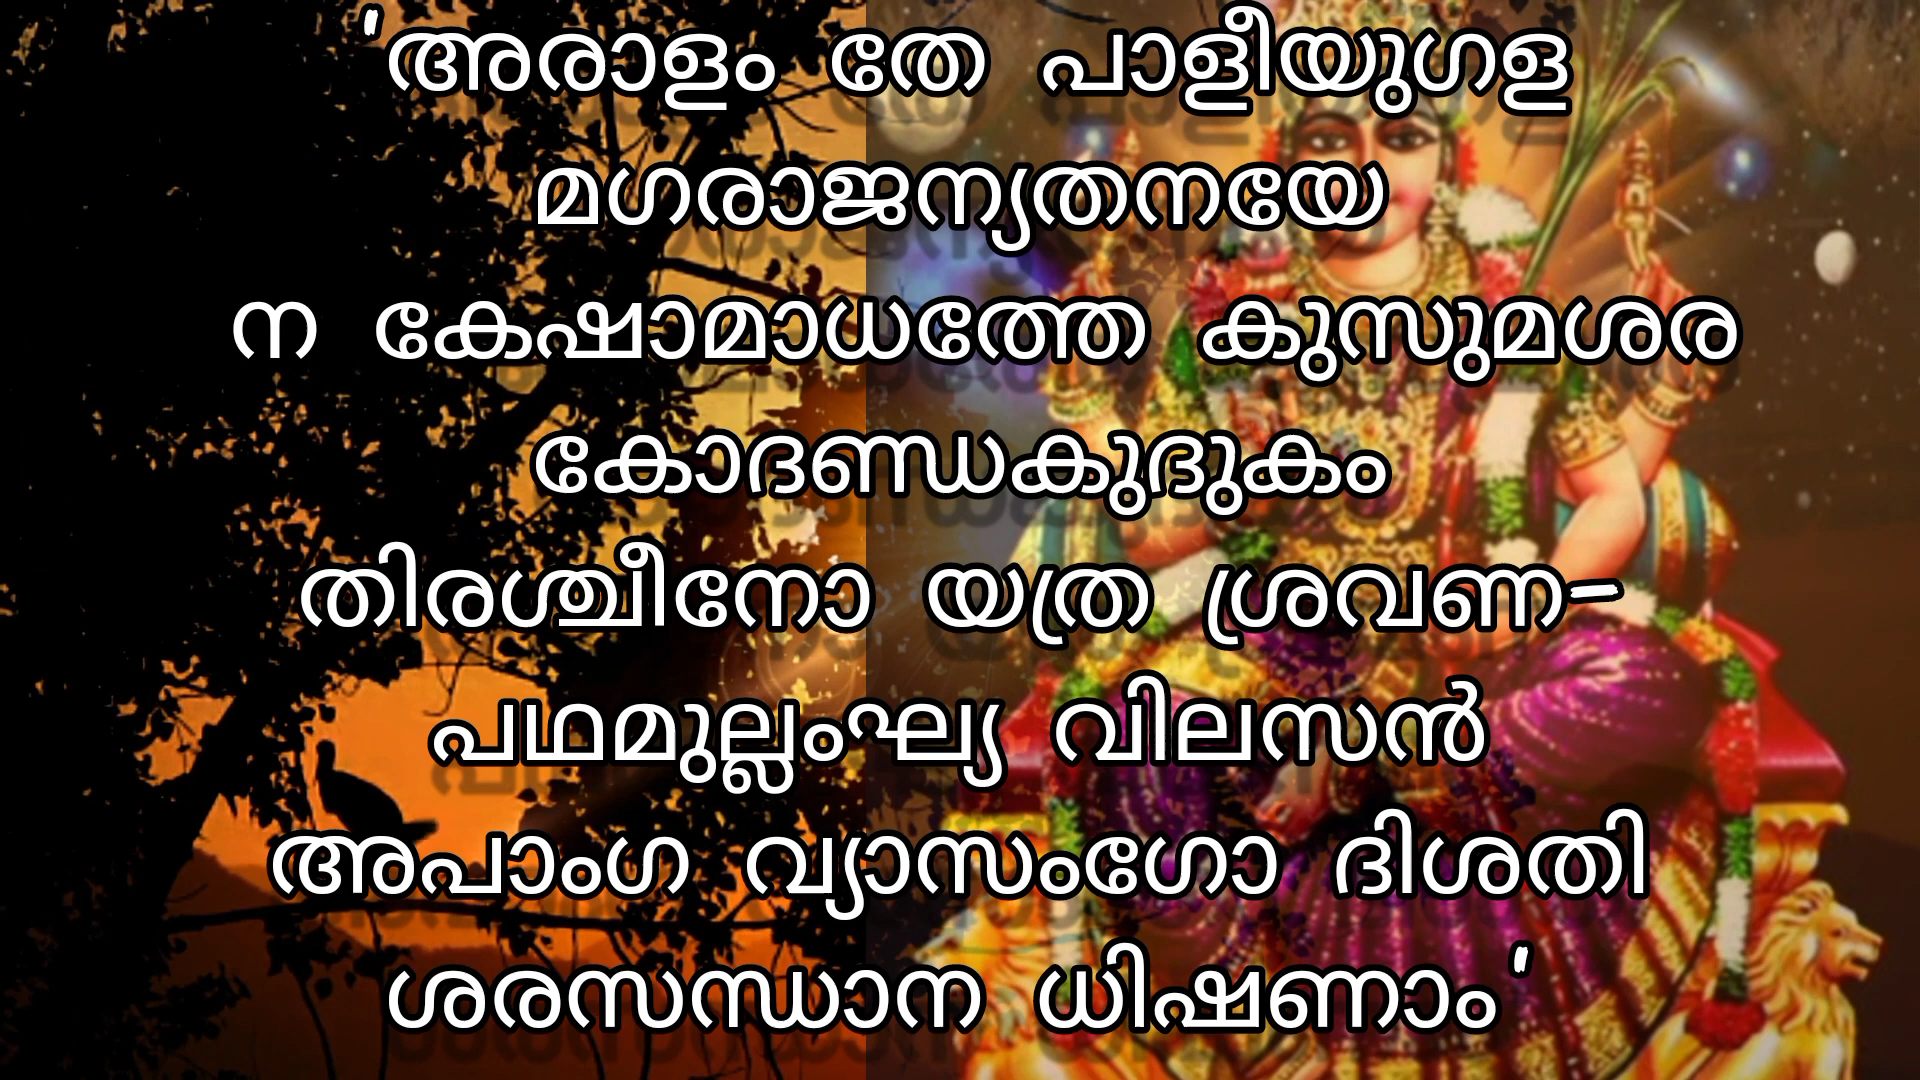 'അരാളം തേ പാളീയുഗള
മഗരാജന്യതനയേ
ന കേഷാമാധത്തേ കുസുമശര
കോദണ്ഡകുദുകം
തിരശ്ചീനോ യത്ര ശ്രവണ-
പഥമുല്ലംഘ്യ വിലസൻ
അപാംഗ വ്യാസംഗോ ദിശതി
ശരസന്ധാന ധിഷണാം'